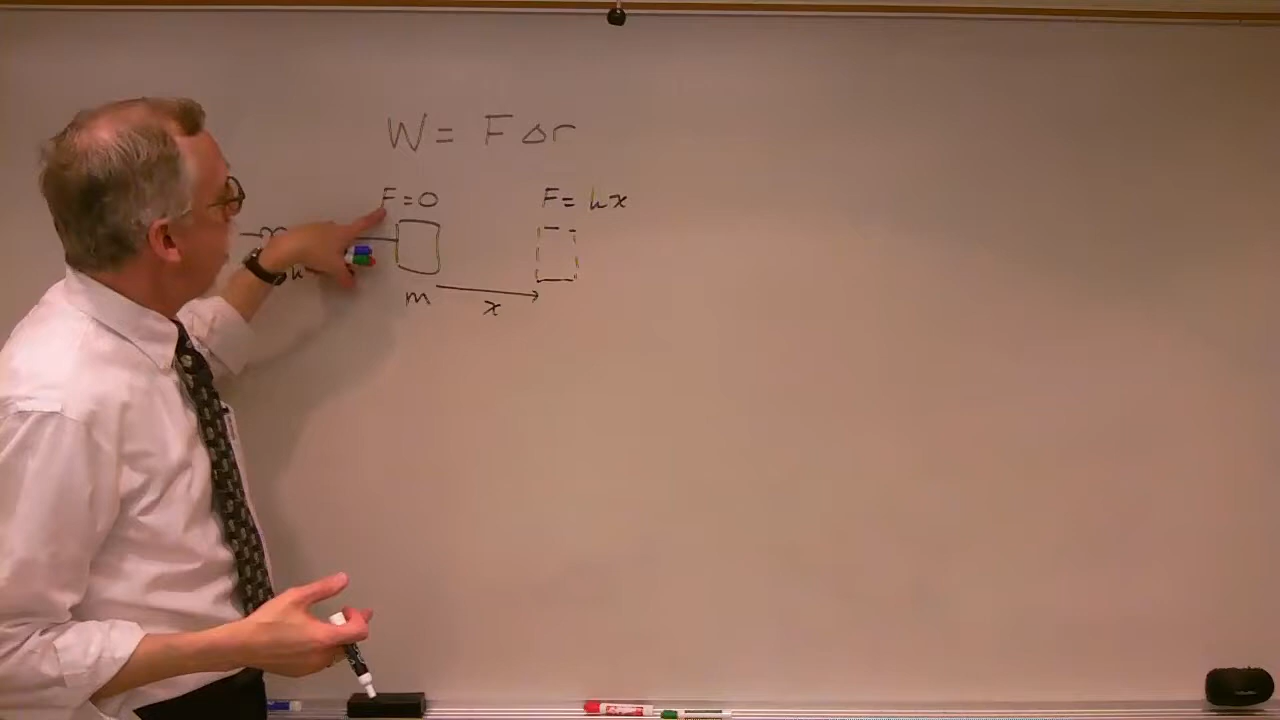 W = F Δr
F = 0 F = kx
k
m x